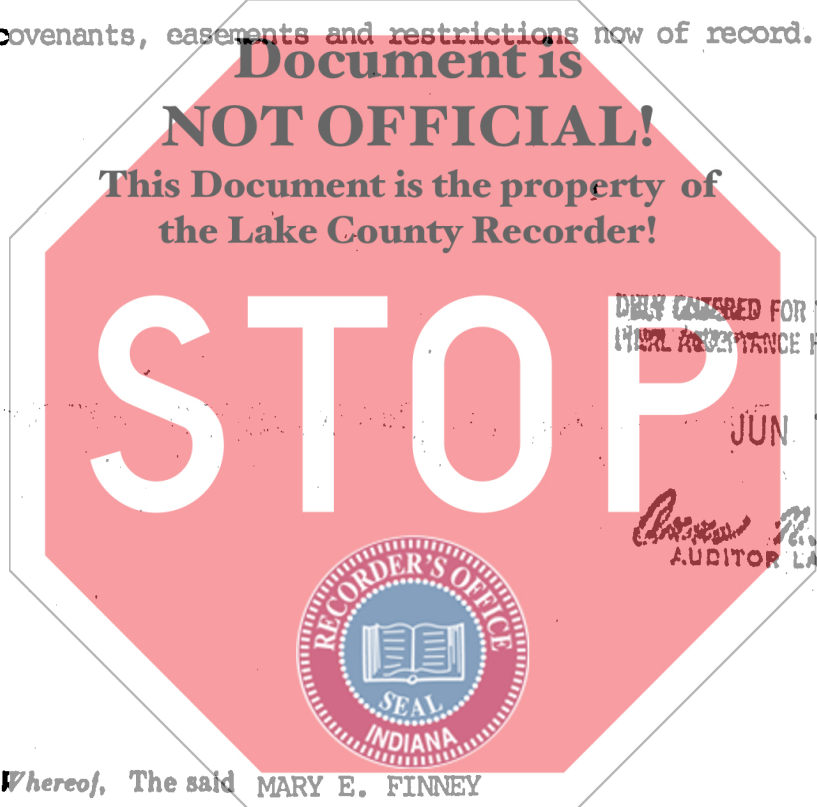 covenants, easements and restrictions now of record.
Document is
NOT OFFICIAL!
This Document is the property of
the Lake County Recorder!
STOP
DULY ENTERED FOR
ACCEPTANCE
JUN
AUDITOR LA
RECORDER'S OFFICE
SEAL
INDIANA
Whereof, The said MARY E. FINNEY